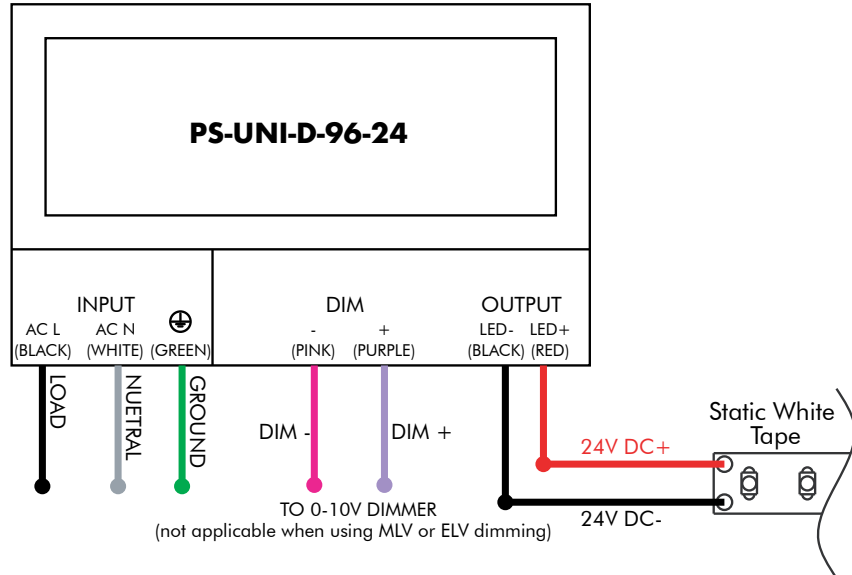 PS-UNI-D-96-24
INPUT
DIM
OUTPUT
AC L
AC N
-
+
LED-
LED+
(BLACK)
(WHITE)
(GREEN)
(PINK)
(PURPLE)
(BLACK)
(RED)
LOAD
NUETRAL
GROUND
DIM -
DIM +
24V DC+
24V DC-
Static White
Tape
TO 0-10V DIMMER
(not applicable when using MLV or ELV dimming)